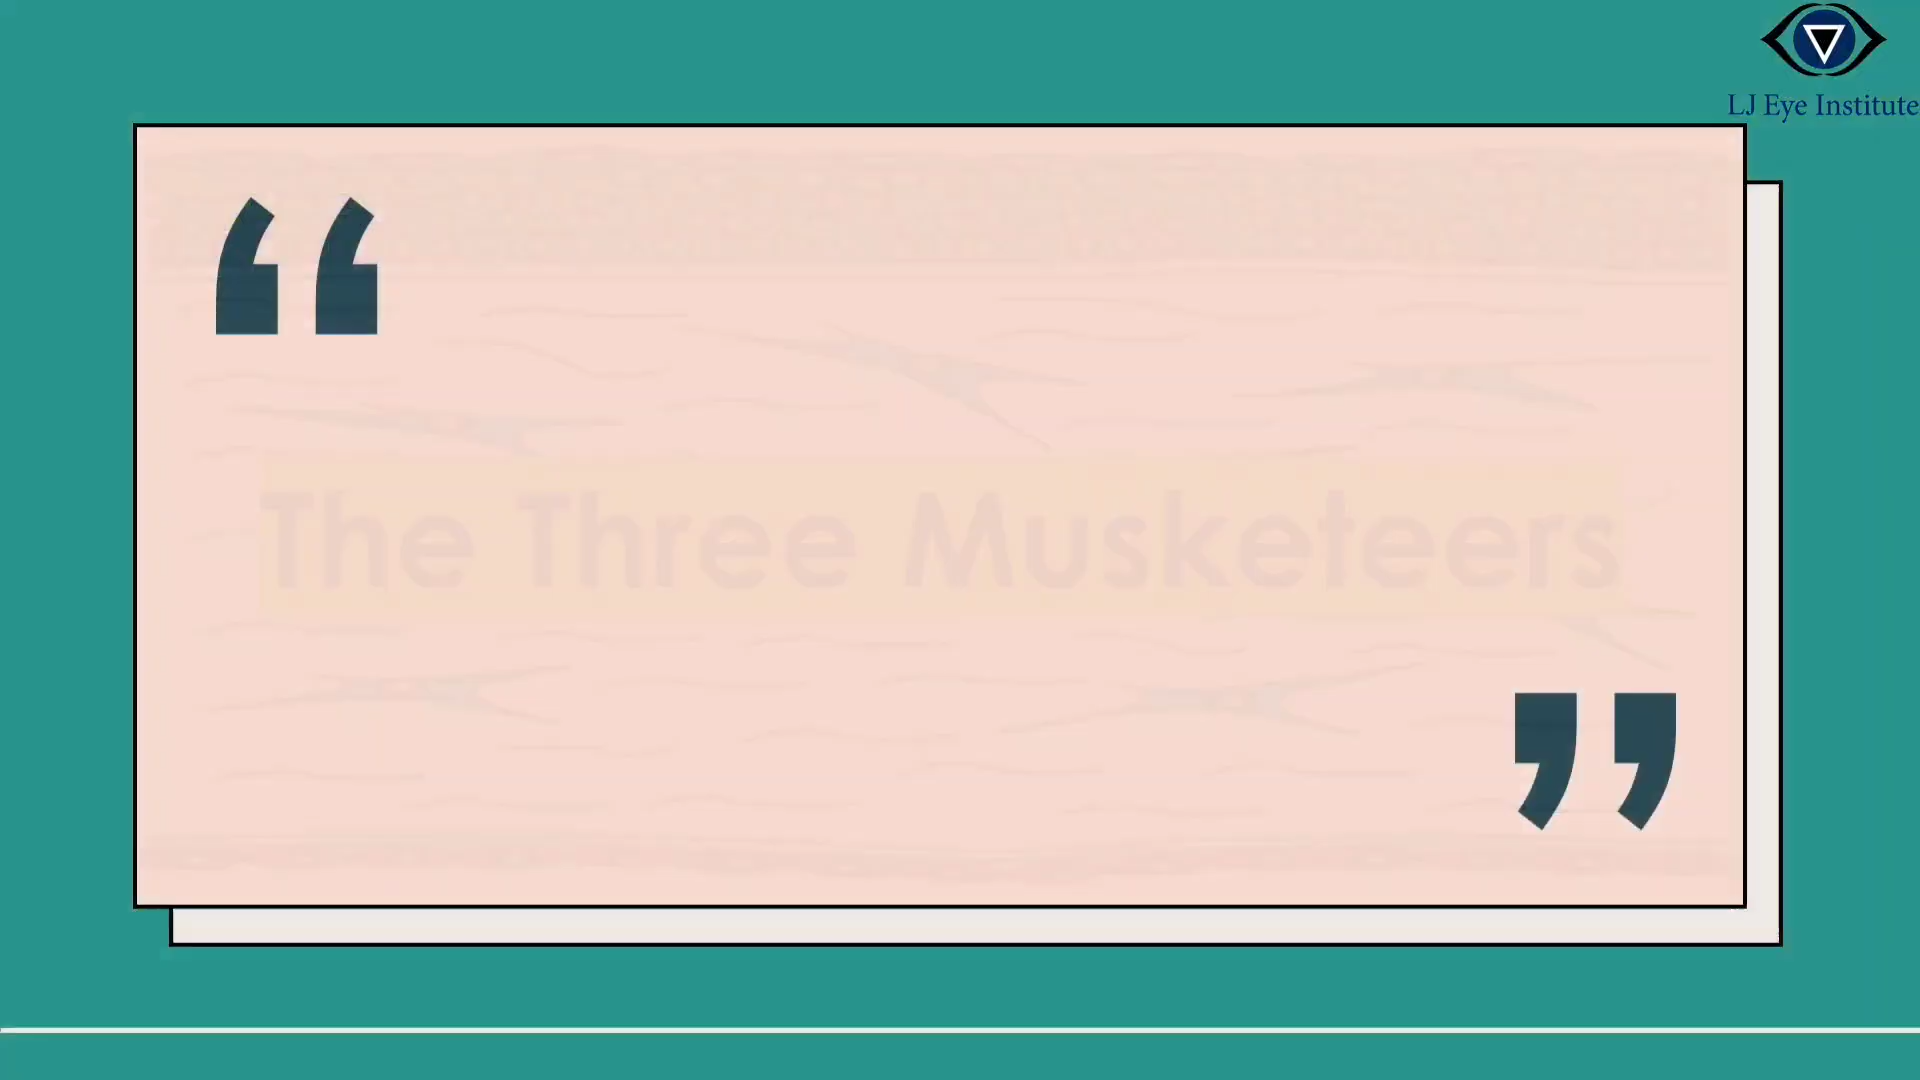 LJ Eye Institute
“
The Three Musketeers
”